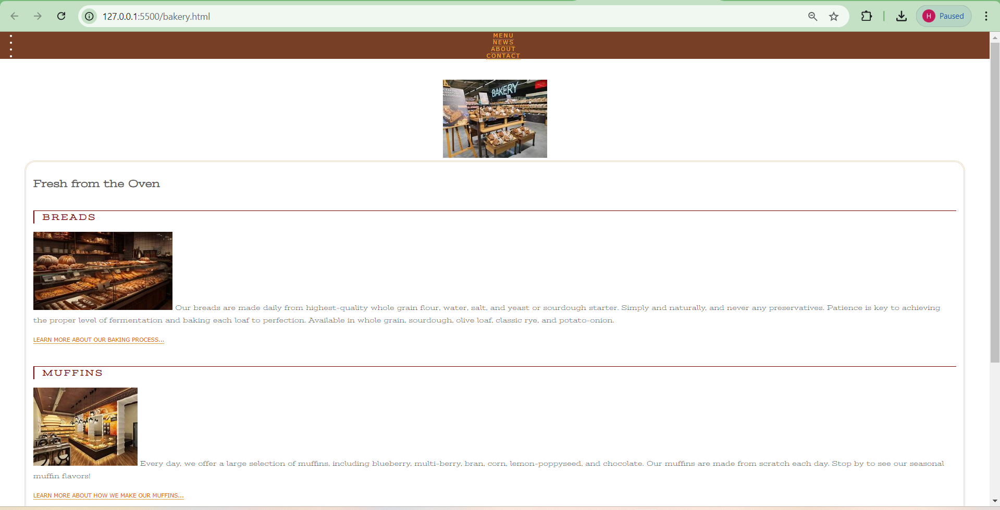 127.0.0.1:5500/bakery.html
H Paused
MENU
NEWS
ABOUT
CONTACT
BAKERY
Fresh from the Oven
BREADS
Our breads are made daily from highest-quality whole grain flour, water, salt, and yeast or sourdough starter. Simply and naturally, and never any preservatives. Patience is key to achieving
the proper level of fermentation and baking each loaf to perfection. Available in whole grain, sourdough, olive loaf, classic rye, and potato-onion.
LEARN MORE ABOUT OUR BAKING PROCESS...
MUFFINS
Every day, we offer a large selection of muffins, including blueberry, multi-berry, bran, corn, lemon-poppyseed, and chocolate. Our muffins are made from scratch each day. Stop by to see our seasonal
muffin flavors!
LEARN MORE ABOUT HOW WE MAKE OUR MUFFINS...